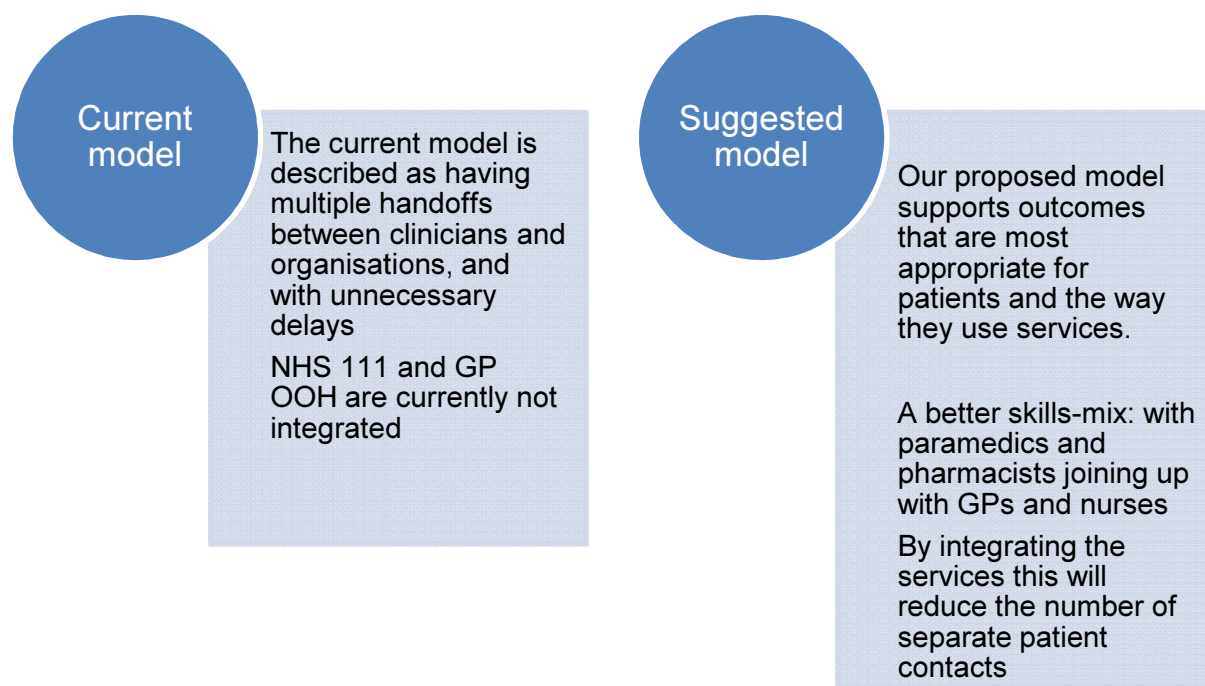 Current
model
The current model is
described as having
multiple handoffs
between clinicians and
organisations, and
with unnecessary
delays
NHS 111 and GP
OOH are currently not
integrated
Suggested
model
Our proposed model
supports outcomes
that are most
appropriate for
patients and the way
they use services.
A better skills-mix: with
paramedics and
pharmacists joining up
with GPs and nurses
By integrating the
services this will
reduce the number of
separate patient
contacts